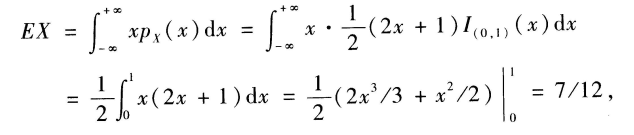 EX = ∫_{-∞}^{+∞} xp_X(x)dx = ∫_{-∞}^{+∞} x · 1/2 (2x + 1)I_{(0,1)}(x)dx
= 1/2 ∫_0^1 x(2x + 1)dx = 1/2 (2x^3/3 + x^2/2) |_0^1 = 7/12,